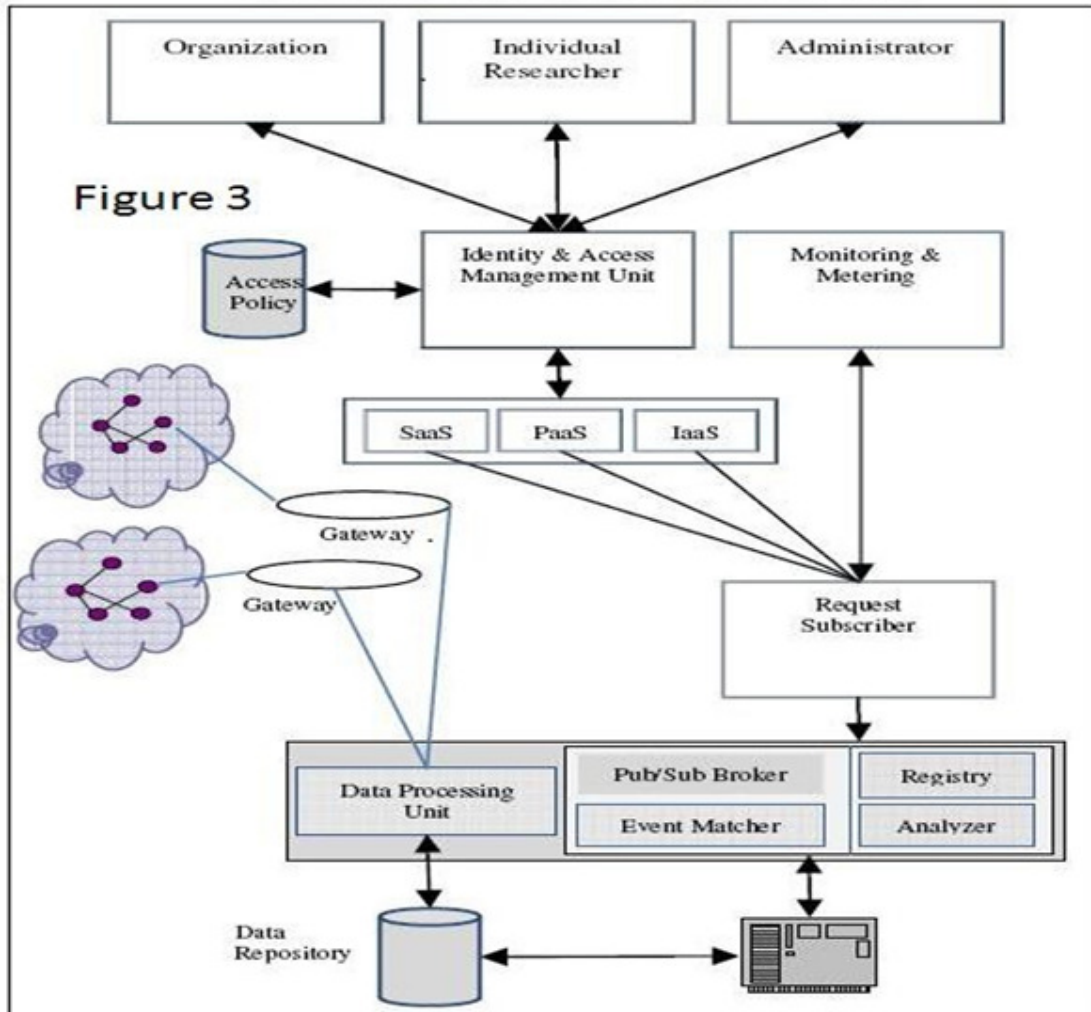 Organization
Individual
Researcher
Administrator
Figure 3
Access
Policy
Identity & Access
Management Unit
Monitoring &
Metering
SaaS
PaaS
IaaS
Gateway
Gateway
Request
Subscriber
Data Processing
Unit
Pub/Sub Broker
Event Matcher
Registry
Analyzer
Data
Repository